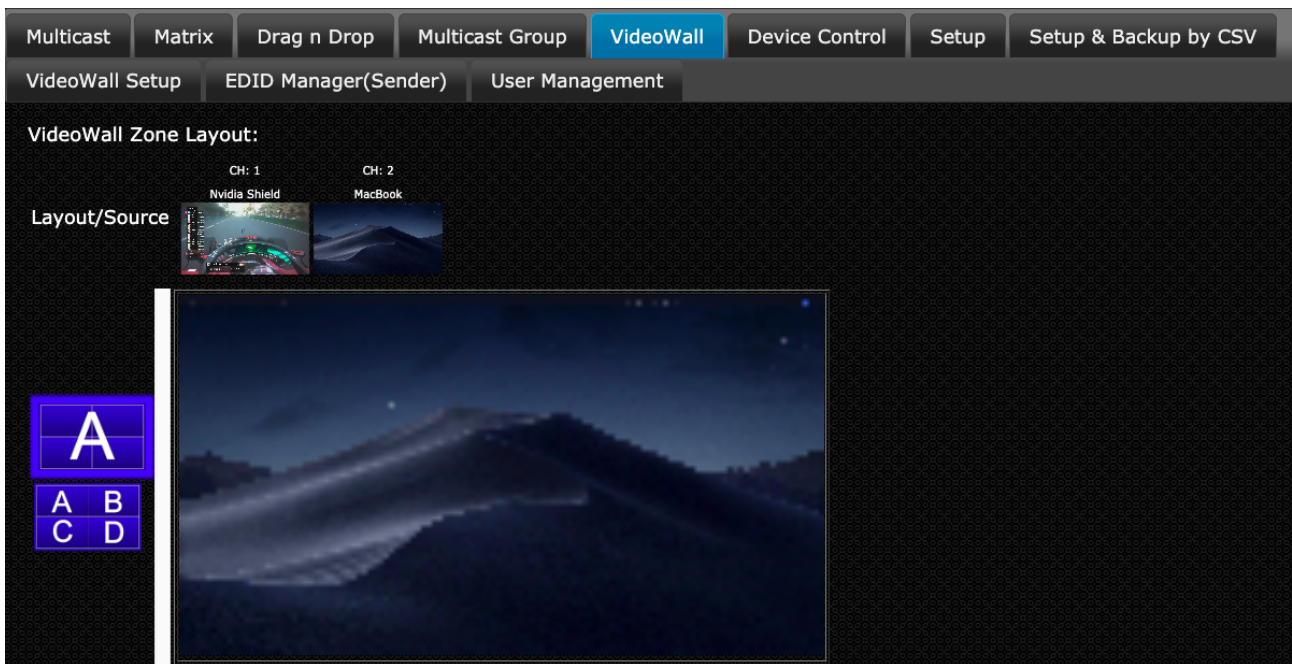 Multicast Matrix Drag n Drop Multicast Group VideoWall Device Control Setup Setup & Backup by CSV
VideoWall Setup EDID Manager(Sender) User Management
VideoWall Zone Layout:
CH: 1 CH: 2
Nvidia Shield MacBook
Layout/Source
A
A B
C D